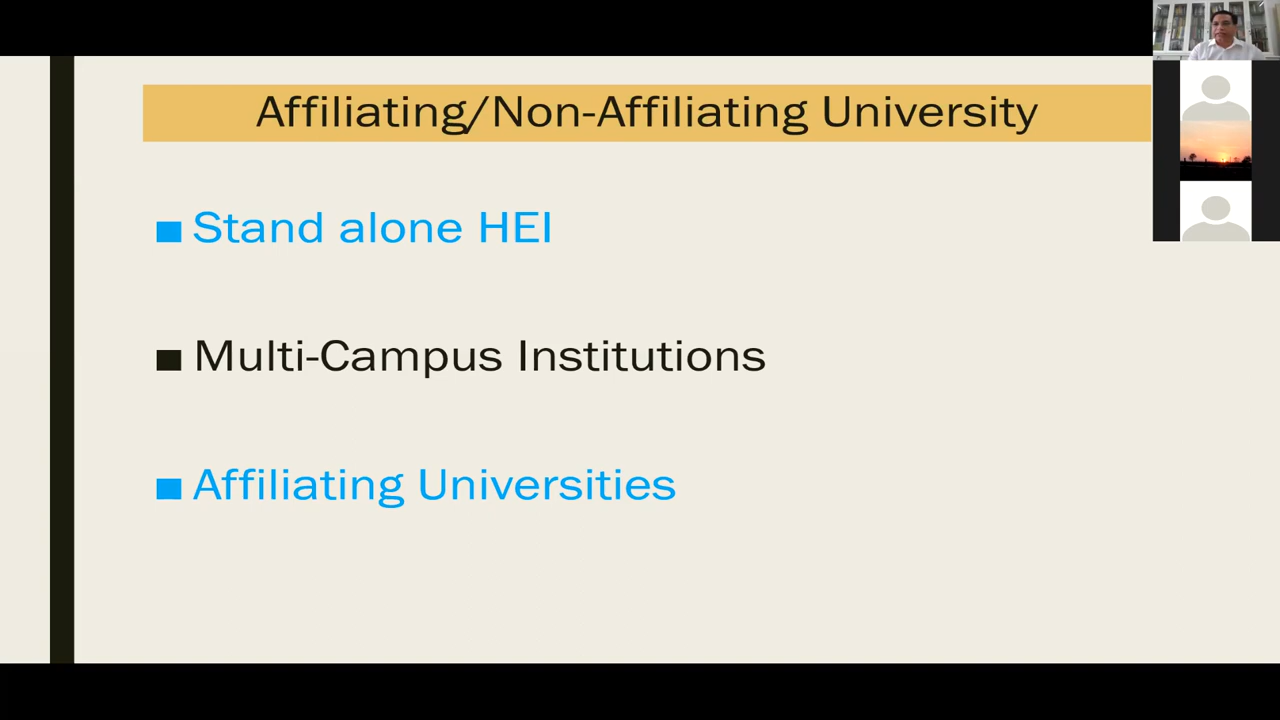 Affiliating/Non-Affiliating University
Stand alone HEI
Multi-Campus Institutions
Affiliating Universities